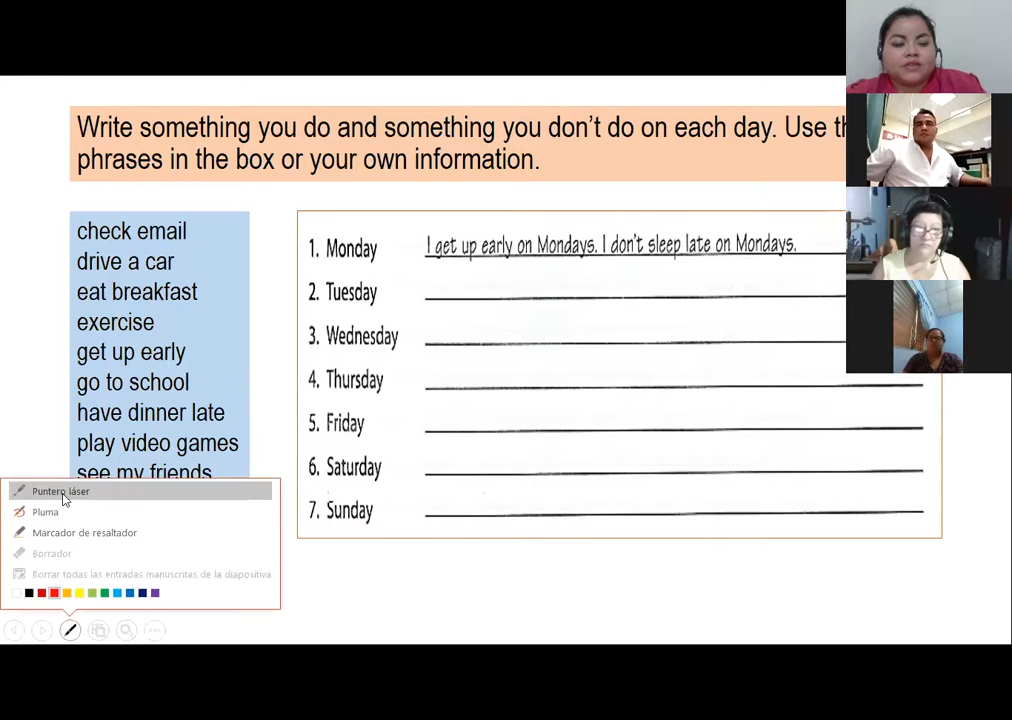 Write something you do and something you don't do on each day. Use
phrases in the box or your own information.
check email
drive a car
eat breakfast
exercise
get up early
go to school
have dinner late
play video games
see my friends
1. Monday I get up early on Mondays. I don't sleep late on Mondays.
2. Tuesday
3. Wednesday
4. Thursday
5. Friday
6. Saturday
7. Sunday
Puntero láser
Pluma
Marcador de resaltador
Borrador
Borrar todas las entradas manuscritas de la diapositiva